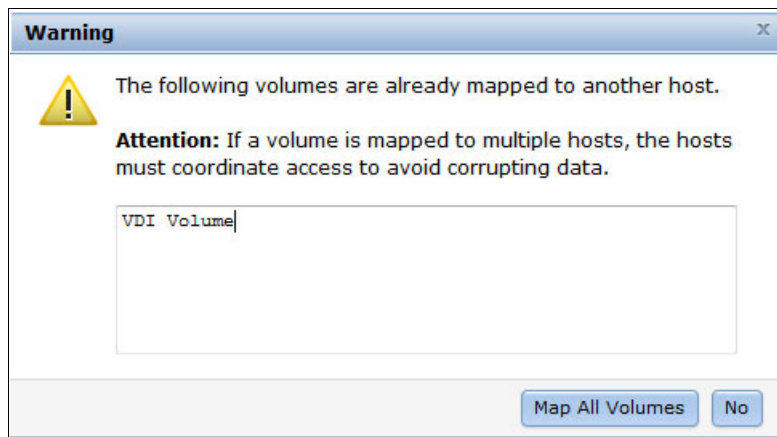 Warning
x
The following volumes are already mapped to another host.
Attention: If a volume is mapped to multiple hosts, the hosts
must coordinate access to avoid corrupting data.
VDI Volume
Map All Volumes No